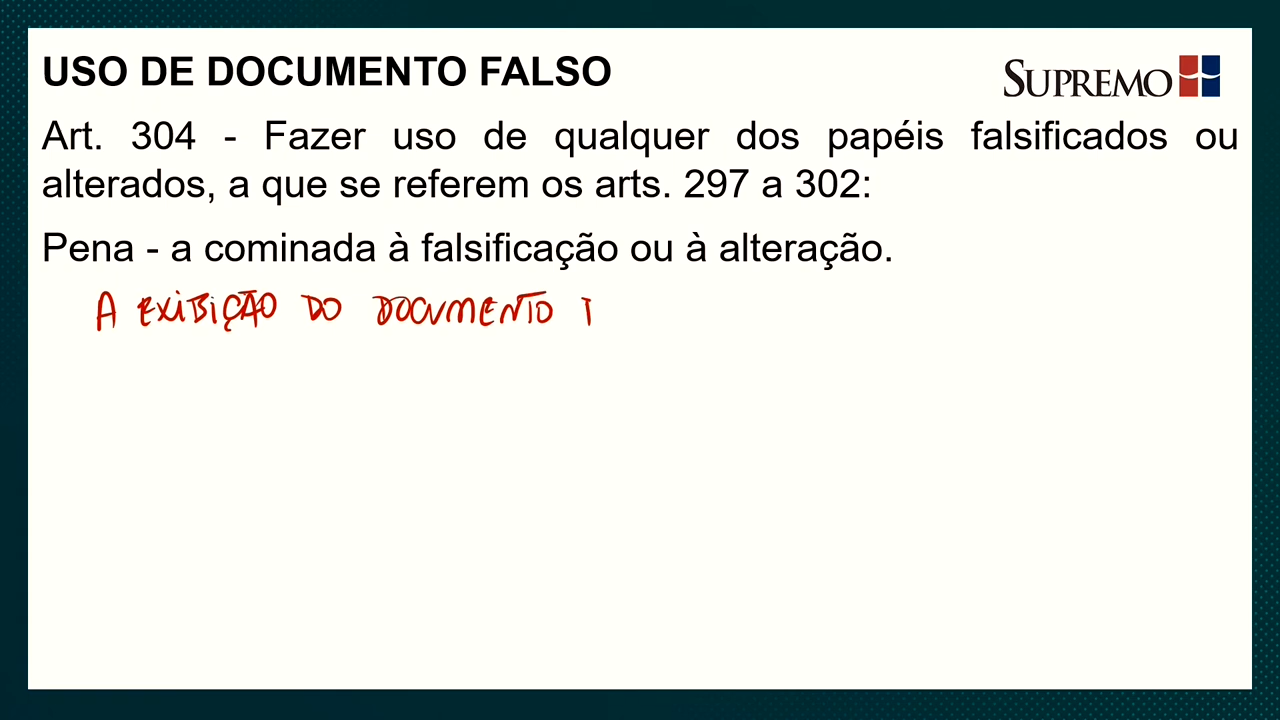 USO DE DOCUMENTO FALSO
SUPREMO
Art. 304 - Fazer uso de qualquer dos papéis falsificados ou
alterados, a que se referem os arts. 297 a 302:
Pena - a cominada à falsificação ou à alteração.
A EXIBIÇÃO DO DOCUMENTO